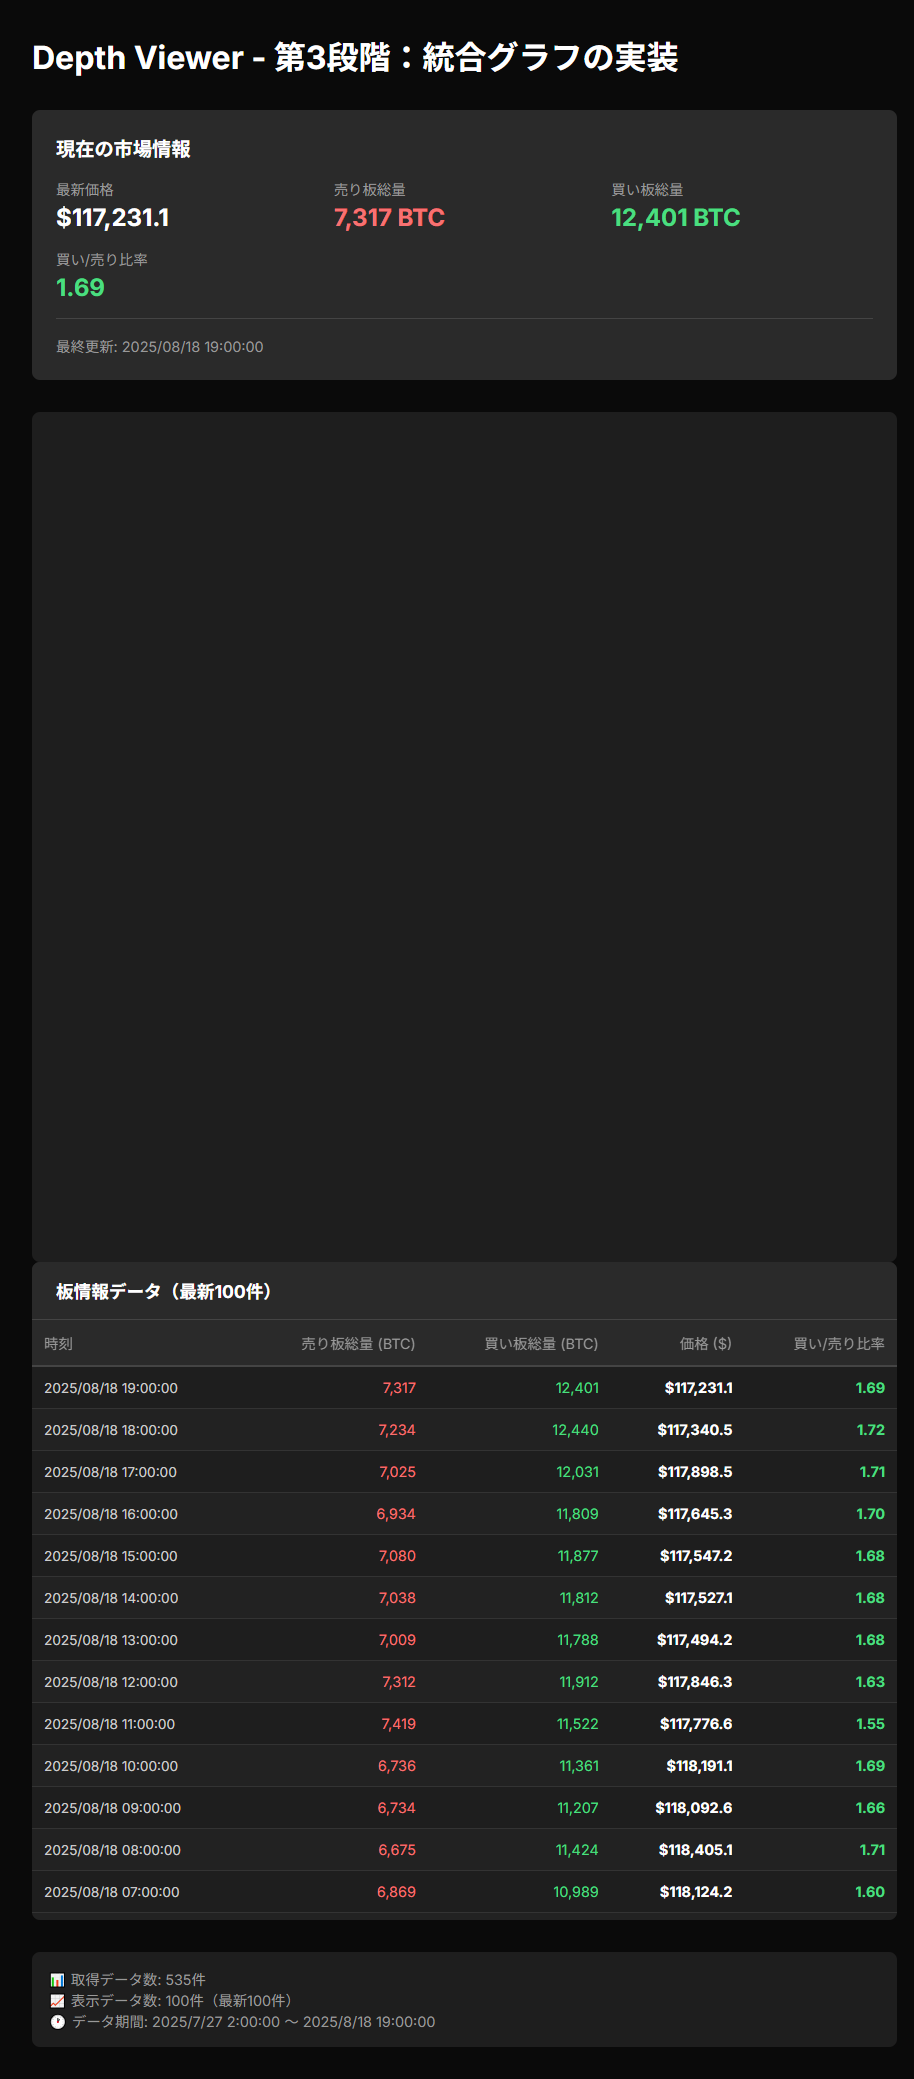 Depth Viewer - 第3段階：統合グラフの実装
現在の市場情報
最新価格 売り板総量 買い板総量
$117,231.1 7,317 BTC 12,401 BTC
買い/売り比率
1.69
最終更新: 2025/08/18 19:00:00
板情報データ（最新100件）
時刻 売り板総量 (BTC) 買い板総量 (BTC) 価格 ($) 買い/売り比率
2025/08/18 19:00:00 7,317 12,401 $117,231.1 1.69
2025/08/18 18:00:00 7,234 12,440 $117,340.5 1.72
2025/08/18 17:00:00 7,025 12,031 $117,898.5 1.71
2025/08/18 16:00:00 6,934 11,809 $117,645.3 1.70
2025/08/18 15:00:00 7,080 11,877 $117,547.2 1.68
2025/08/18 14:00:00 7,038 11,812 $117,527.1 1.68
2025/08/18 13:00:00 7,009 11,788 $117,494.2 1.68
2025/08/18 12:00:00 7,312 11,912 $117,846.3 1.63
2025/08/18 11:00:00 7,419 11,522 $117,776.6 1.55
2025/08/18 10:00:00 6,736 11,361 $118,191.1 1.69
2025/08/18 09:00:00 6,734 11,207 $118,092.6 1.66
2025/08/18 08:00:00 6,675 11,424 $118,405.1 1.71
2025/08/18 07:00:00 6,869 10,989 $118,124.2 1.60
📊 取得データ数: 535件
📈 表示データ数: 100件（最新100件）
🕐 データ期間: 2025/7/27 2:00:00 〜 2025/8/18 19:00:00